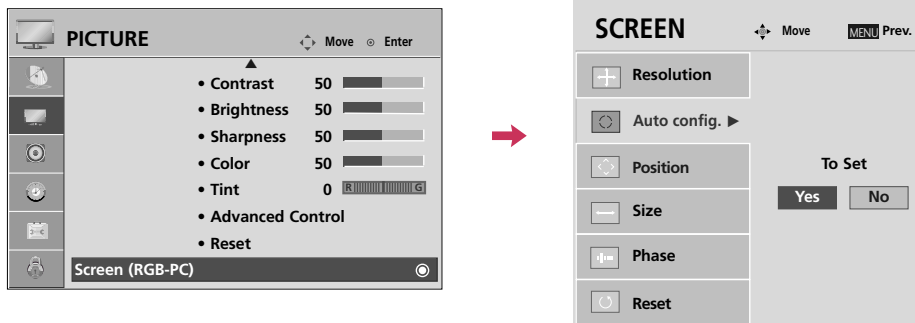 PICTURE Move Enter
• Contrast 50
• Brightness 50
• Sharpness 50
• Color 50
• Tint 0 R G
• Advanced Control
• Reset
Screen (RGB-PC)
SCREEN Move MENU Prev.
Resolution
Auto config. ►
Position
Size
Phase
Reset
To Set
Yes No